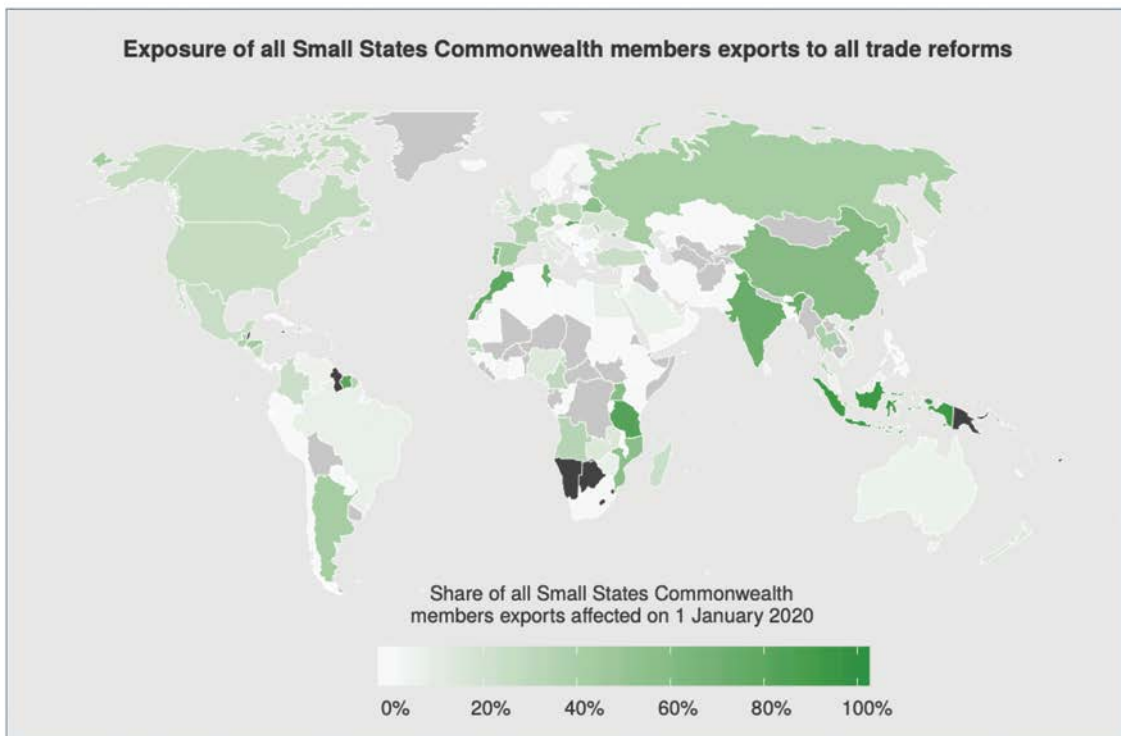 Exposure of all Small States Commonwealth members exports to all trade reforms
Share of all Small States Commonwealth
members exports affected on 1 January 2020
0% 20% 40% 60% 80% 100%